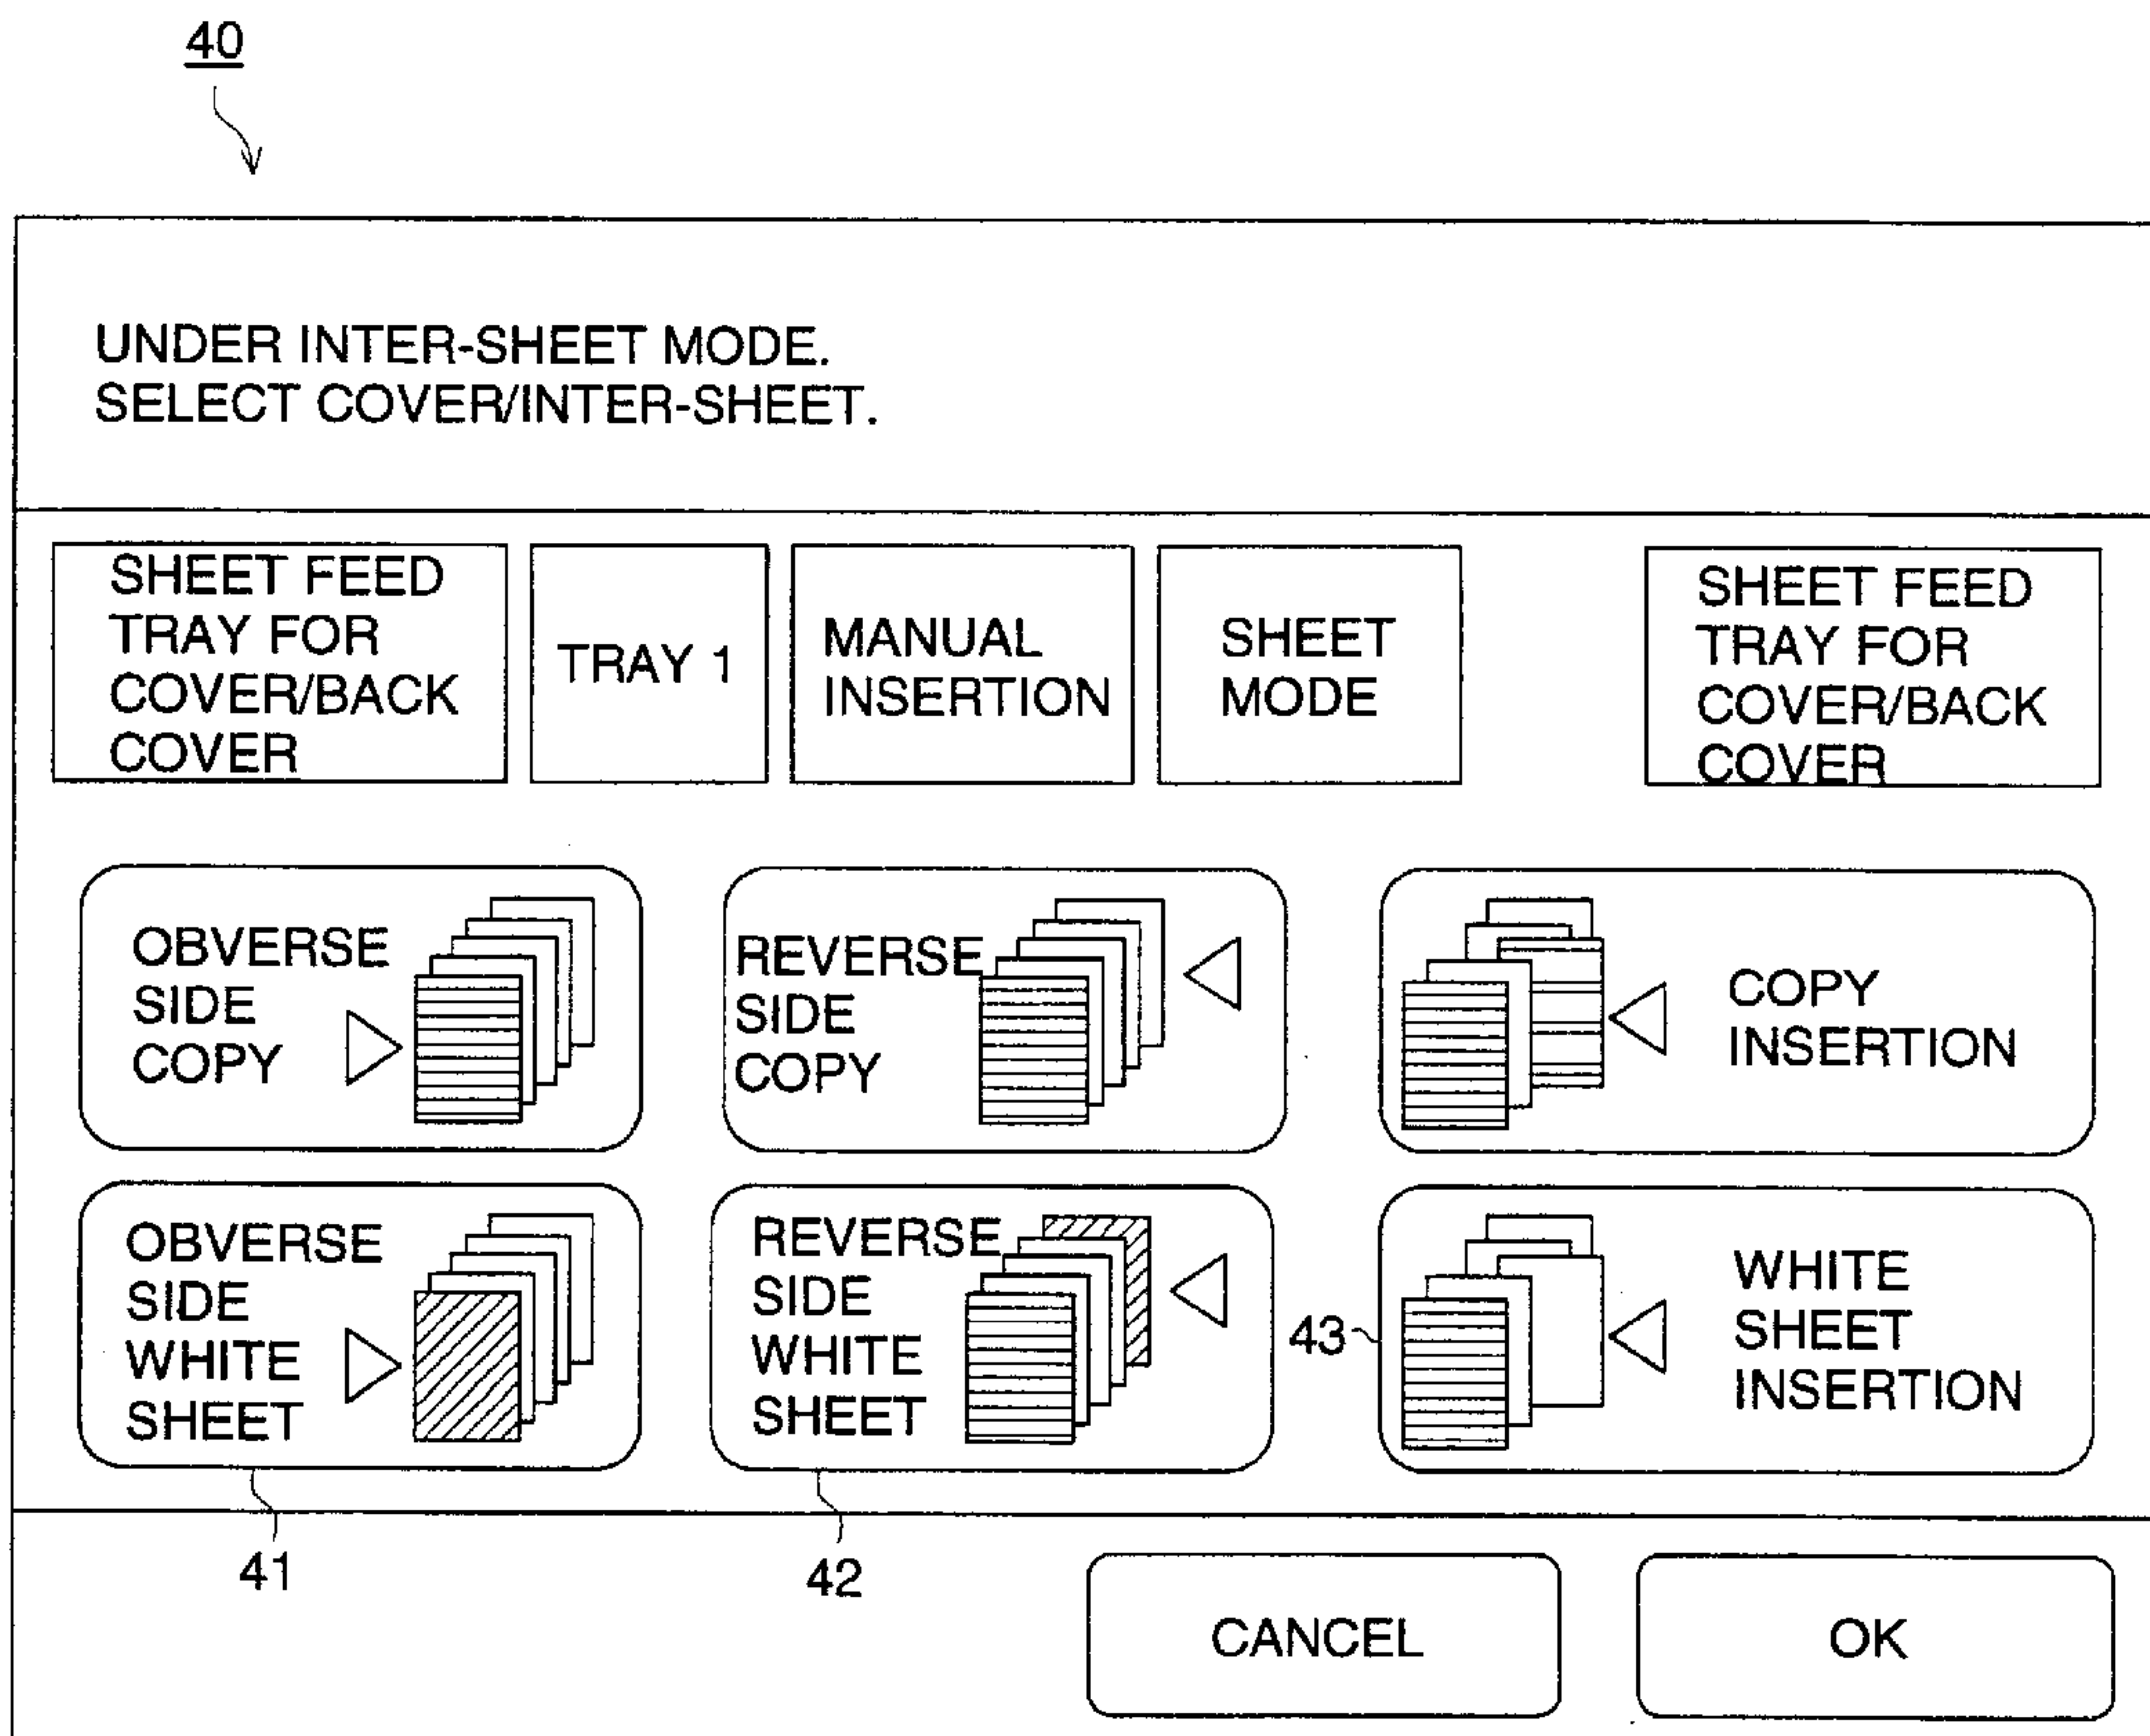 40
UNDER INTER-SHEET MODE.
SELECT COVER/INTER-SHEET.
SHEET FEED
TRAY FOR
COVER/BACK
COVER
TRAY 1
MANUAL
INSERTION
SHEET
MODE
SHEET FEED
TRAY FOR
COVER/BACK
COVER
OBVERSE
SIDE
COPY
REVERSE
SIDE
COPY
COPY
INSERTION
OBVERSE
SIDE
WHITE
SHEET
REVERSE
SIDE
WHITE
SHEET
43
WHITE
SHEET
INSERTION
41
42
CANCEL
OK